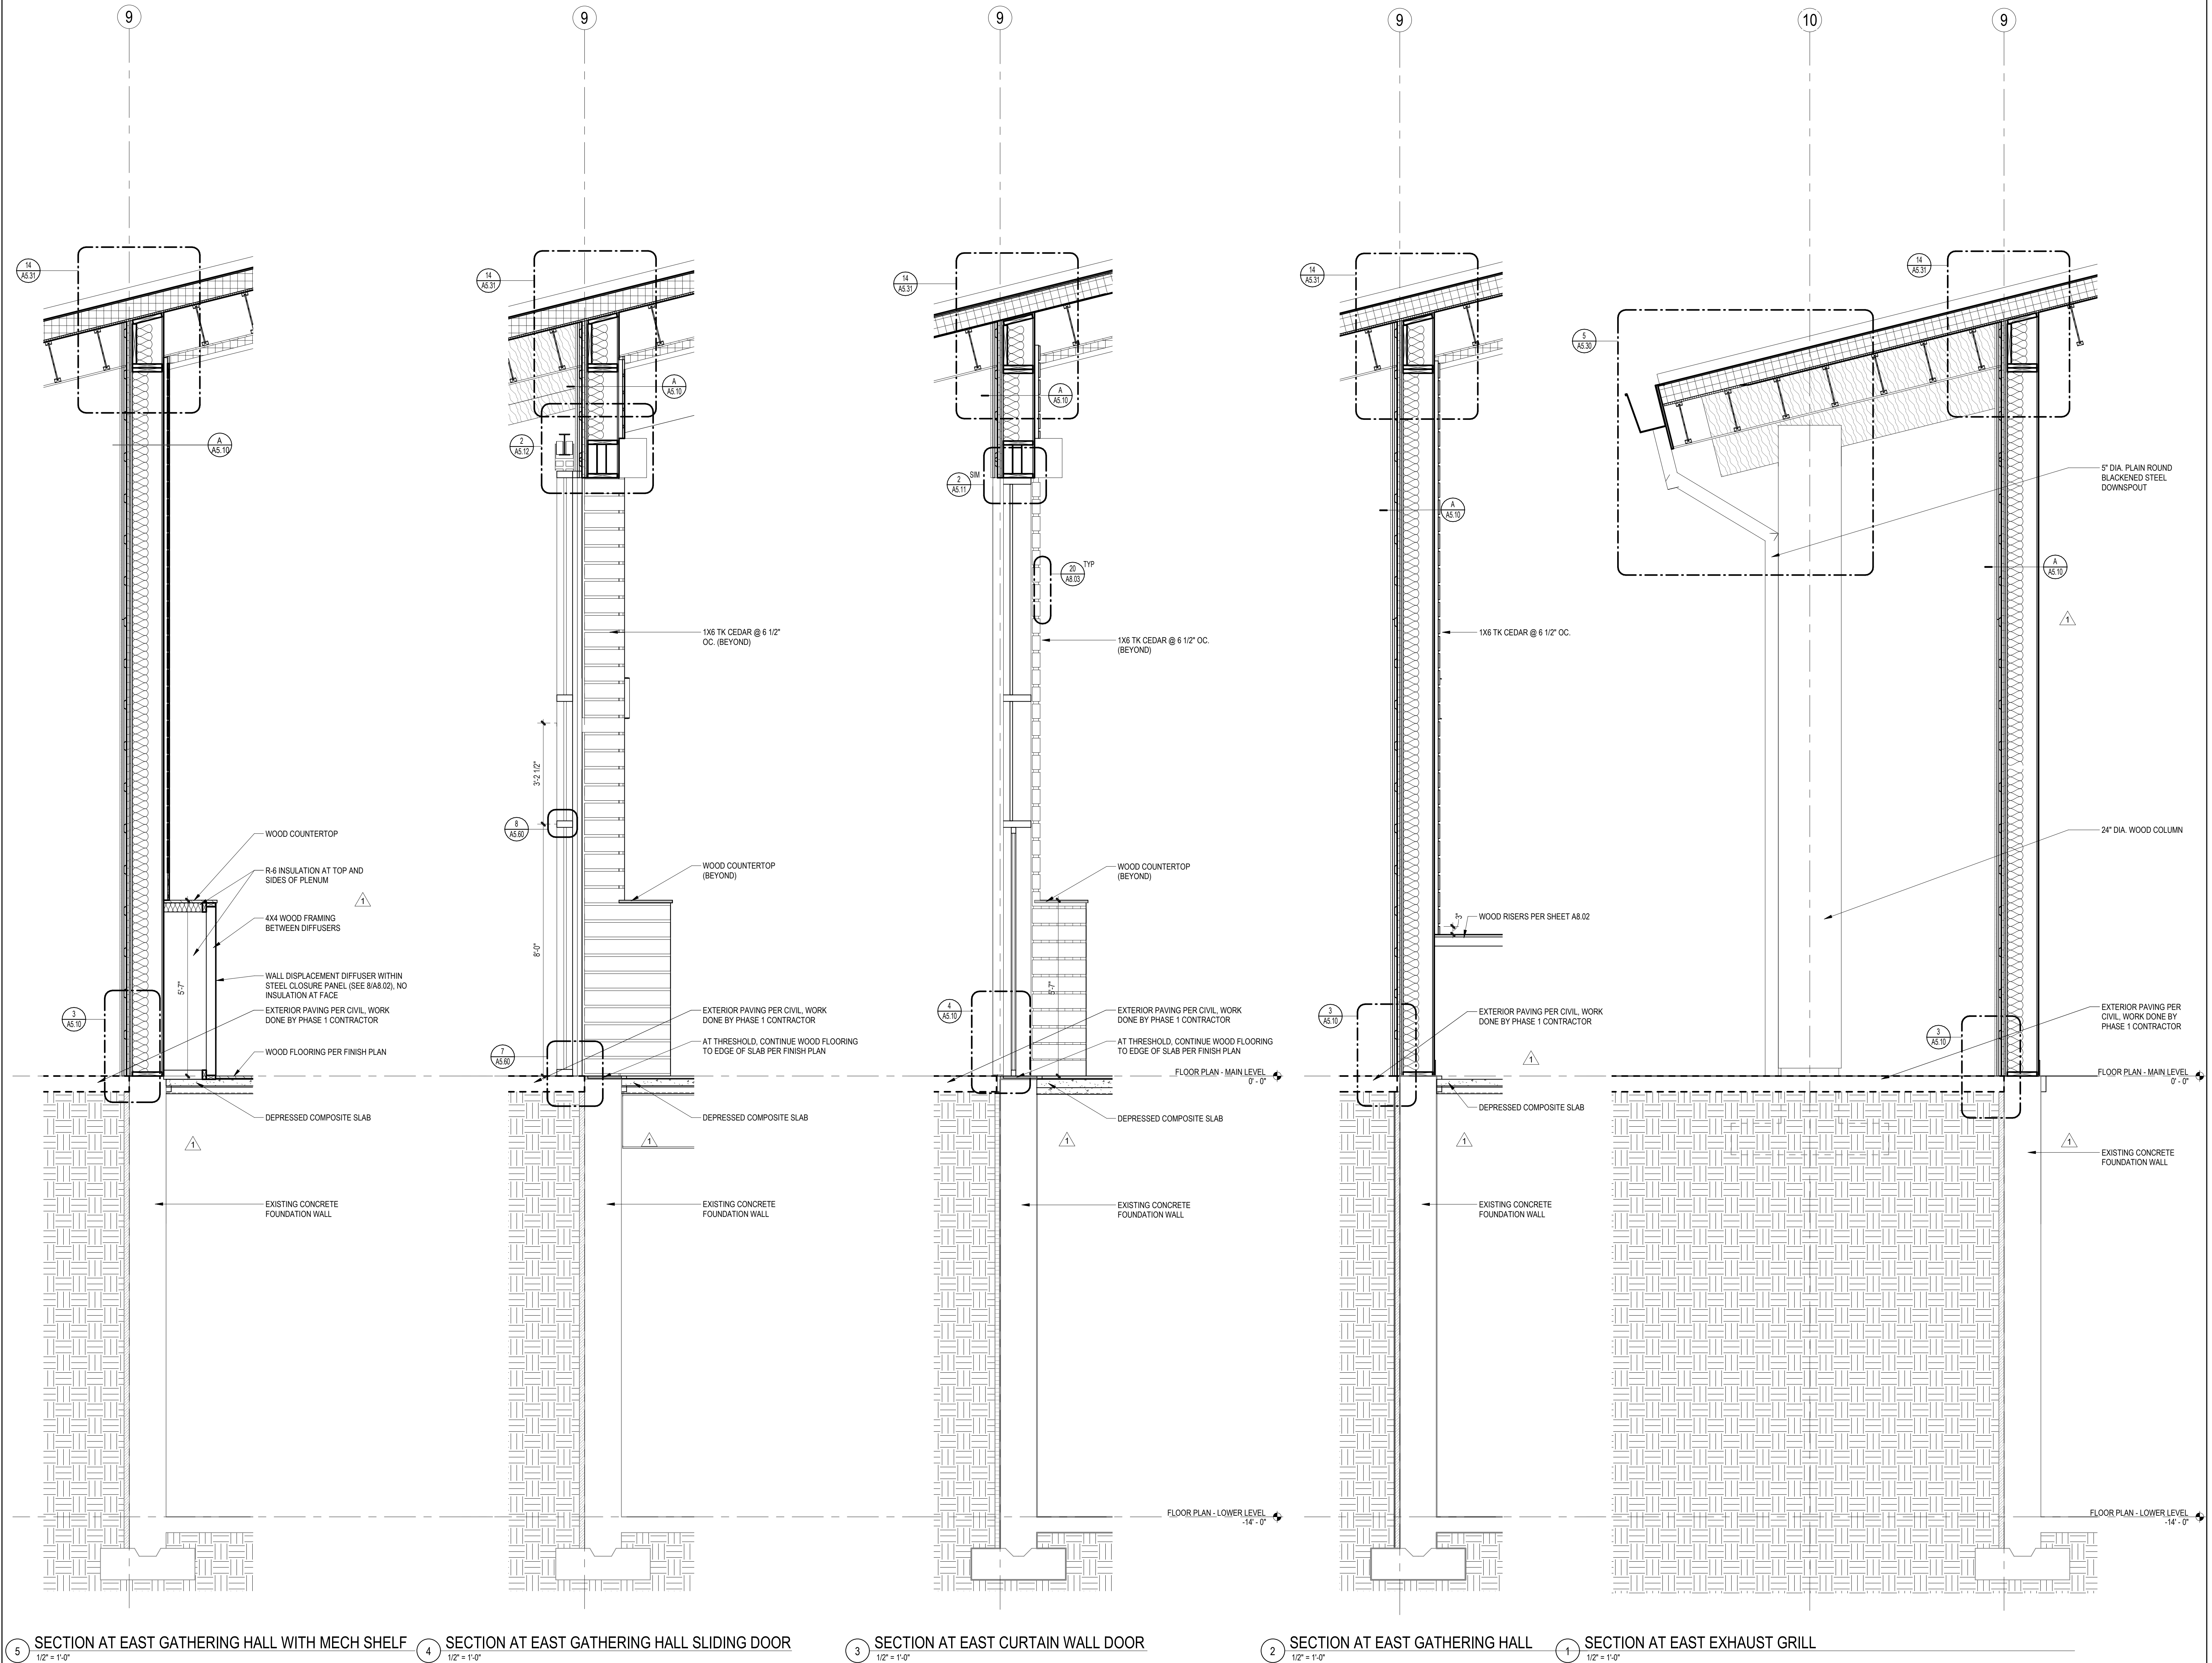 9
9
9
9
10
9
14
A5.31
A
A5.10
WOOD COUNTERTOP
R-6 INSULATION AT TOP AND
SIDES OF PLENUM
1
4X4 WOOD FRAMING
BETWEEN DIFFUSERS
WALL DISPLACEMENT DIFFUSER WITHIN
STEEL CLOSURE PANEL (SEE 8/A8.02), NO
INSULATION AT FACE
5'-7"
3
A5.10
EXTERIOR PAVING PER CIVIL, WORK
DONE BY PHASE 1 CONTRACTOR
WOOD FLOORING PER FINISH PLAN
DEPRESSED COMPOSITE SLAB
1
EXISTING CONCRETE
FOUNDATION WALL
14
A5.31
A
A5.10
2
A5.12
1X6 TK CEDAR @ 6 1/2"
OC. (BEYOND)
3'-2 1/2"
8
A5.60
WOOD COUNTERTOP
(BEYOND)
8'-0"
EXTERIOR PAVING PER CIVIL, WORK
DONE BY PHASE 1 CONTRACTOR
7
A5.60
AT THRESHOLD, CONTINUE WOOD FLOORING
TO EDGE OF SLAB PER FINISH PLAN
DEPRESSED COMPOSITE SLAB
1
EXISTING CONCRETE
FOUNDATION WALL
14
A5.31
A
A5.10
2
A5.11
SIM
20
A8.03
TYP
1X6 TK CEDAR @ 6 1/2" OC.
(BEYOND)
WOOD COUNTERTOP
(BEYOND)
5'-7"
4
A5.10
EXTERIOR PAVING PER CIVIL, WORK
DONE BY PHASE 1 CONTRACTOR
AT THRESHOLD, CONTINUE WOOD FLOORING
TO EDGE OF SLAB PER FINISH PLAN
FLOOR PLAN - MAIN LEVEL
0' - 0"
DEPRESSED COMPOSITE SLAB
1
EXISTING CONCRETE
FOUNDATION WALL
FLOOR PLAN - LOWER LEVEL
-14' - 0"
14
A5.31
A
A5.10
1X6 TK CEDAR @ 6 1/2" OC.
3"
WOOD RISERS PER SHEET A8.02
3
A5.10
EXTERIOR PAVING PER CIVIL, WORK
DONE BY PHASE 1 CONTRACTOR
1
DEPRESSED COMPOSITE SLAB
1
EXISTING CONCRETE
FOUNDATION WALL
14
A5.31
5
A5.30
5" DIA. PLAIN ROUND
BLACKENED STEEL
DOWNSPOUT
A
A5.10
1
24" DIA. WOOD COLUMN
EXTERIOR PAVING PER
CIVIL, WORK DONE BY
PHASE 1 CONTRACTOR
3
A5.10
FLOOR PLAN - MAIN LEVEL
0' - 0"
1
EXISTING CONCRETE
FOUNDATION WALL
FLOOR PLAN - LOWER LEVEL
-14' - 0"
5
SECTION AT EAST GATHERING HALL WITH MECH SHELF
1/2" = 1'-0"
4
SECTION AT EAST GATHERING HALL SLIDING DOOR
1/2" = 1'-0"
3
SECTION AT EAST CURTAIN WALL DOOR
1/2" = 1'-0"
2
SECTION AT EAST GATHERING HALL
1/2" = 1'-0"
1
SECTION AT EAST EXHAUST GRILL
1/2" = 1'-0"